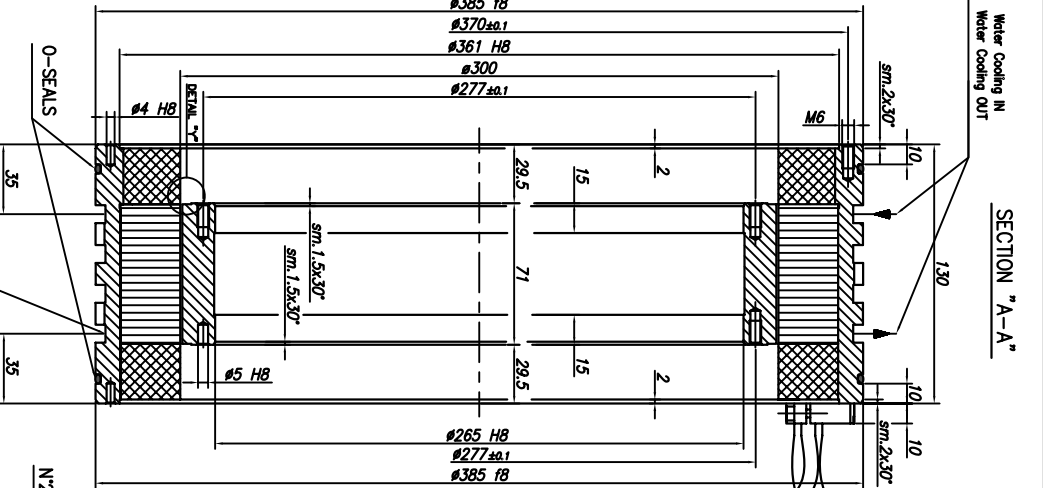 ø385 f8
ø370±0.1
ø361 H8
ø300
ø277±0.1
Water Cooling IN
Water Cooling OUT
O-SEALS
ø4 H8
DETAIL "Y"
M6
sm.2x30°
10
35
29.5
15
2
130
SECTION "A-A"
sm.1.5x30°
sm.1.5x30°
71
35
ø5 H8
29.5
15
2
10
10
sm.2x30°
ø265 H8
ø277±0.1
ø385 f8